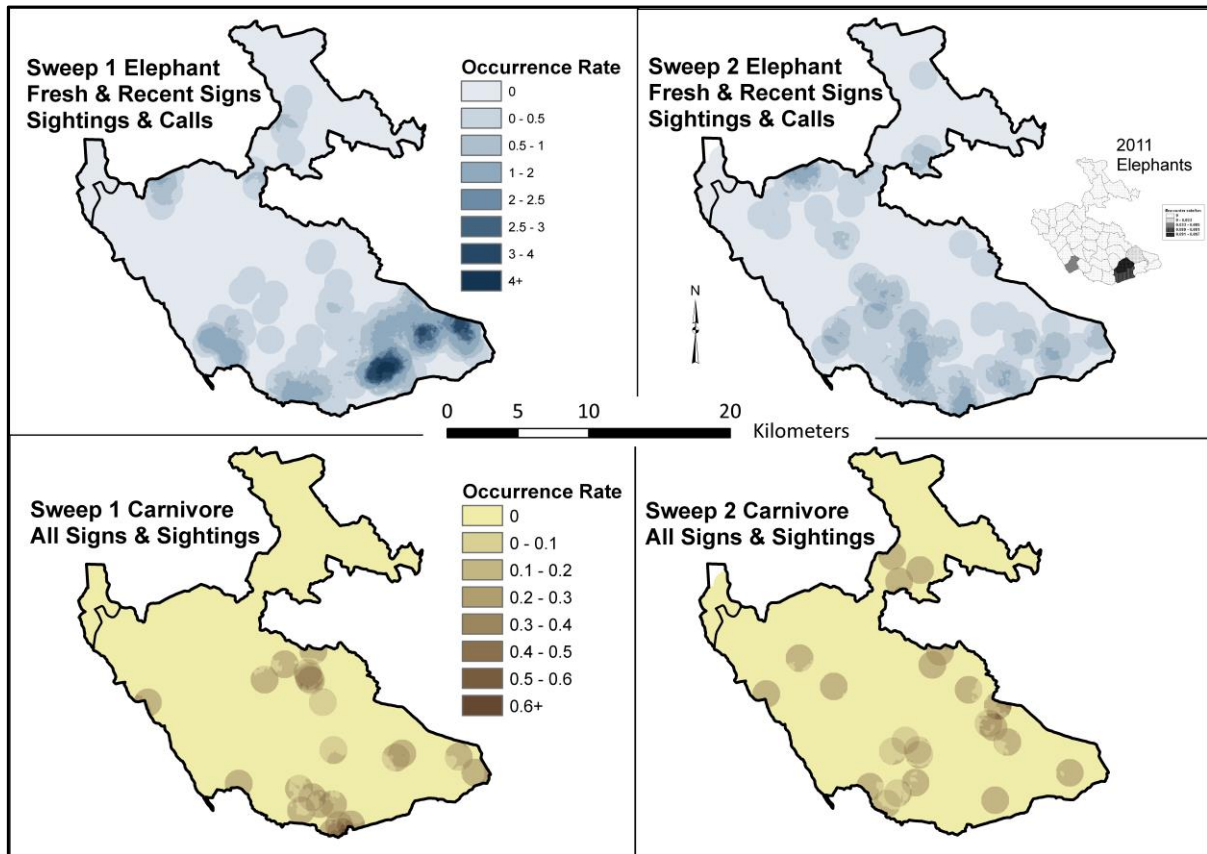 Sweep 1 Elephant
Fresh & Recent Signs
Sightings & Calls
Occurrence Rate
0
0 - 0.5
0.5 - 1
1 - 2
2 - 2.5
2.5 - 3
3 - 4
4+
Sweep 2 Elephant
Fresh & Recent Signs
Sightings & Calls
2011
Elephants
N
0 5 10 20
Kilometers
Sweep 1 Carnivore
All Signs & Sightings
Occurrence Rate
0
0 - 0.1
0.1 - 0.2
0.2 - 0.3
0.3 - 0.4
0.4 - 0.5
0.5 - 0.6
0.6+
Sweep 2 Carnivore
All Signs & Sightings